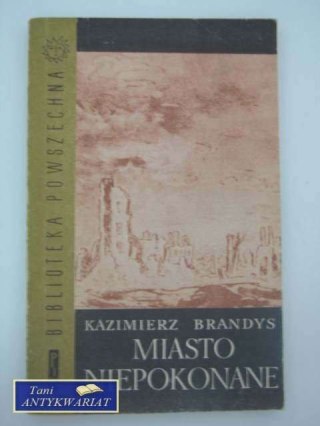 BIBLIOTEKA POWSZECHNA
KAZIMIERZ BRANDYS
MIASTO
NIEPOKONANE
Tani
ANTYKWARIAT